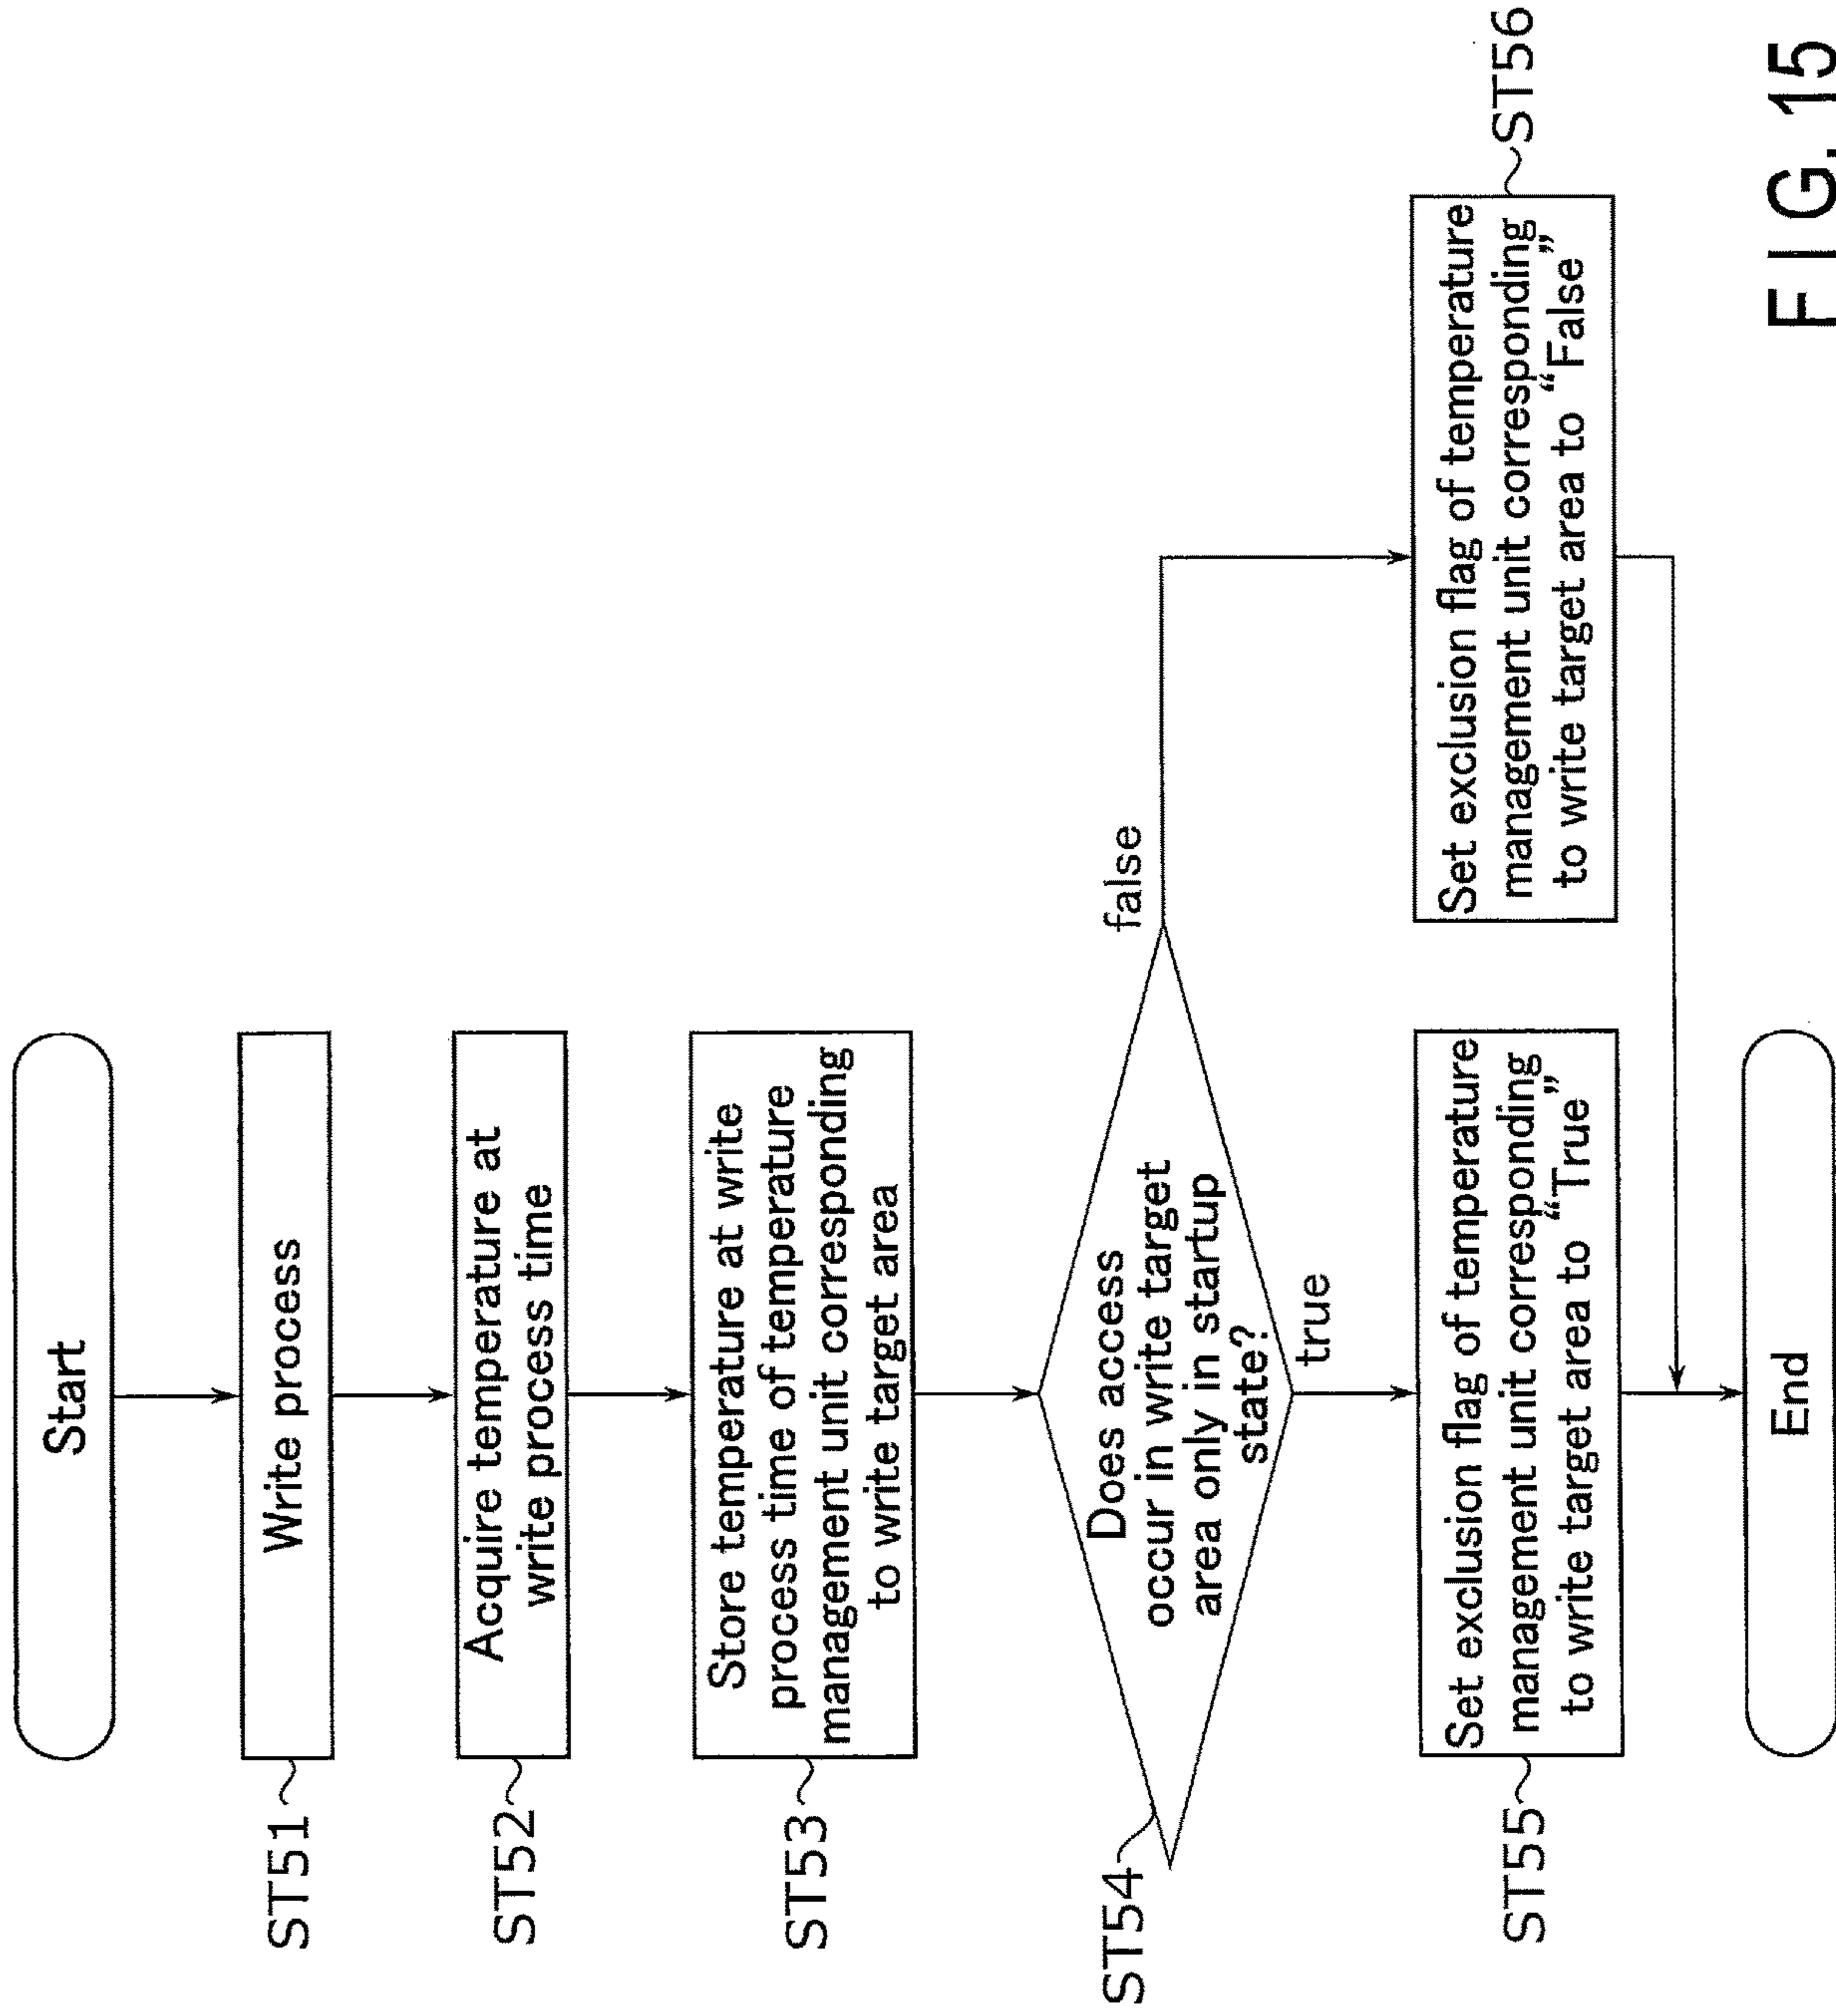 Start
ST51
Write process
ST52
Acquire temperature at
write process time
ST53
Store temperature at write
process time of temperature
management unit corresponding
to write target area
ST54
Does access
occur in write target
area only in startup
state?
false
true
ST55
Set exclusion flag of temperature
management unit corresponding
to write target area to “True”
ST56
Set exclusion flag of temperature
management unit corresponding
to write target area to “False”
End
FIG. 15